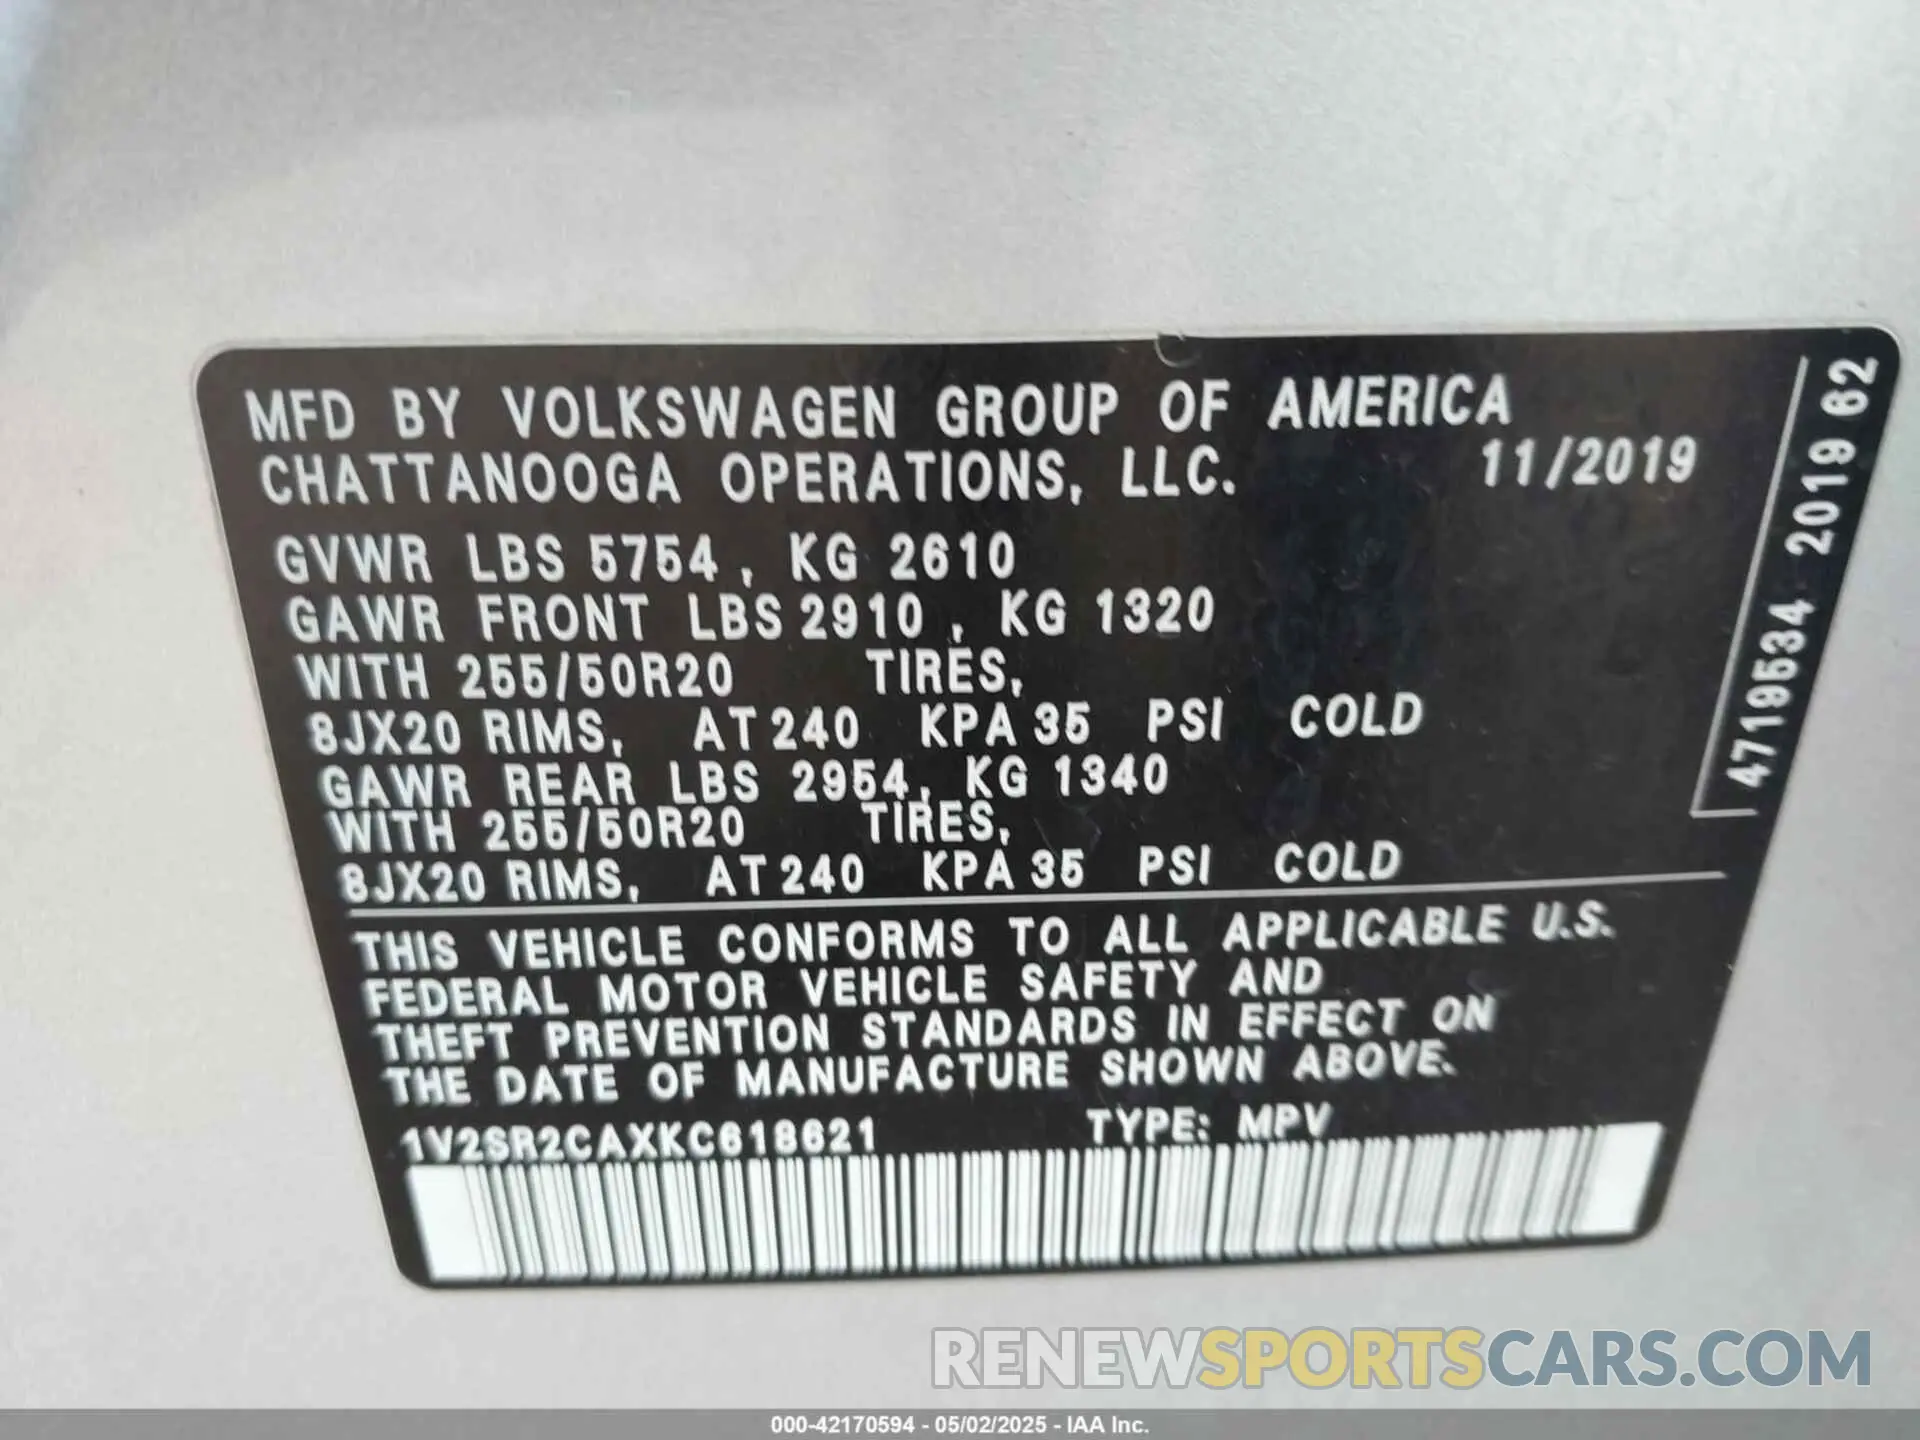 MFD BY VOLKSWAGEN GROUP OF AMERICA
CHATTANOOGA OPERATIONS, LLC. 11/2019
GVWR LBS 5754, KG 2610
GAWR FRONT LBS 2910, KG 1320
WITH 255/50R20 TIRES,
8JX20 RIMS, AT 240 KPA 35 PSI COLD
GAWR REAR LBS 2954, KG 1340
WITH 255/50R20 TIRES,
8JX20 RIMS, AT 240 KPA 35 PSI COLD
THIS VEHICLE CONFORMS TO ALL APPLICABLE U.S.
FEDERAL MOTOR VEHICLE SAFETY AND
THEFT PREVENTION STANDARDS IN EFFECT ON
THE DATE OF MANUFACTURE SHOWN ABOVE.
1V2SR2CAXKC618621 TYPE: MPV
4719534 2019 62
RENEWSPORTSCARS.COM
000-42170594 - 05/02/2025 - IAA Inc.